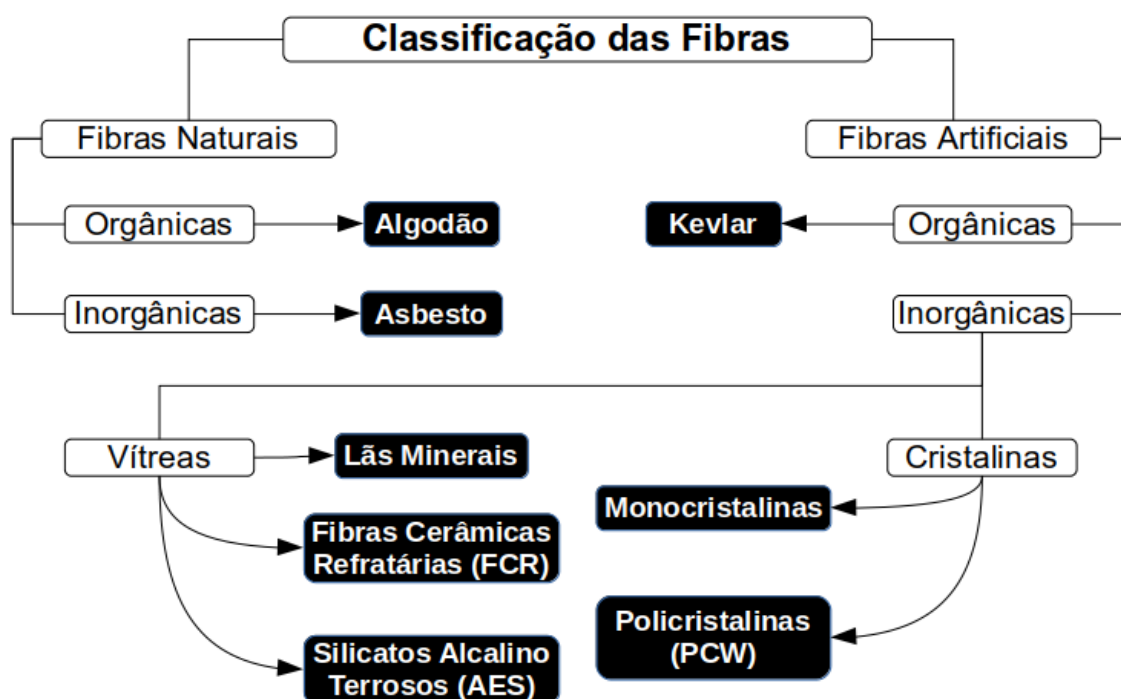 Classificação das Fibras
Fibras Naturais
Fibras Artificiais
Orgânicas
Algodão
Kevlar
Orgânicas
Inorgânicas
Asbesto
Inorgânicas
Vítreas
Lãs Minerais
Cristalinas
Monocristalinas
Fibras Cerâmicas
Refratárias (FCR)
Policristalinas
(PCW)
Silicatos Alcalino
Terrosos (AES)